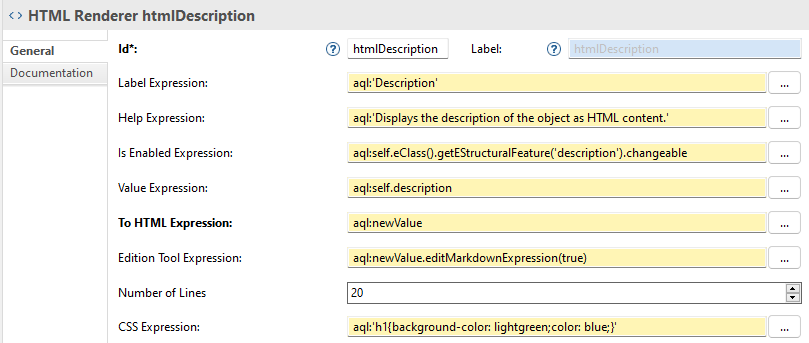 <> HTML Renderer htmlDescription
General
Documentation
Id*: ? htmlDescription Label: ? htmlDescription
Label Expression: aql:'Description' ...
Help Expression: aql:'Displays the description of the object as HTML content.' ...
Is Enabled Expression: aql:self.eClass().getEStructuralFeature('description').changeable ...
Value Expression: aql:self.description ...
To HTML Expression: aql:newValue ...
Edition Tool Expression: aql:newValue.editMarkdownExpression(true) ...
Number of Lines 20
CSS Expression: aql:'h1{background-color: lightgreen;color: blue;}' ...